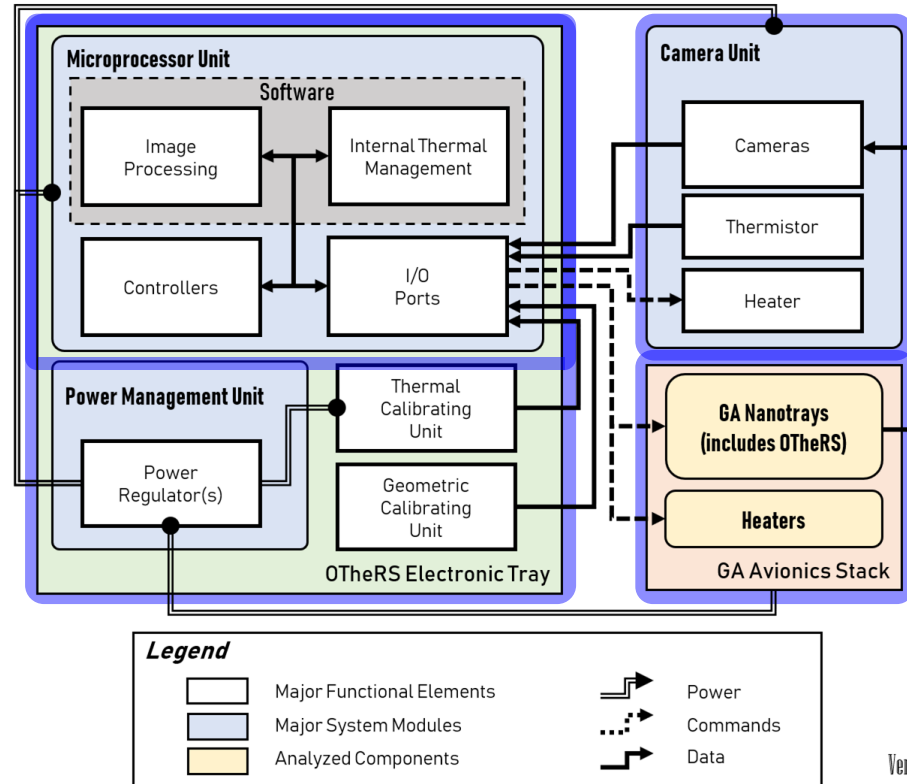 Microprocessor Unit
Software
Image
Processing
Internal Thermal
Management
Controllers
I/O
Ports
Camera Unit
Cameras
Thermistor
Heater
Power Management Unit
Power
Regulator(s)
Thermal
Calibrating
Unit
Geometric
Calibrating
Unit
OTheRS Electronic Tray
GA Nanotrays
(includes OTheRS)
Heaters
GA Avionics Stack
Legend
Major Functional Elements
Major System Modules
Analyzed Components
Power
Commands
Data